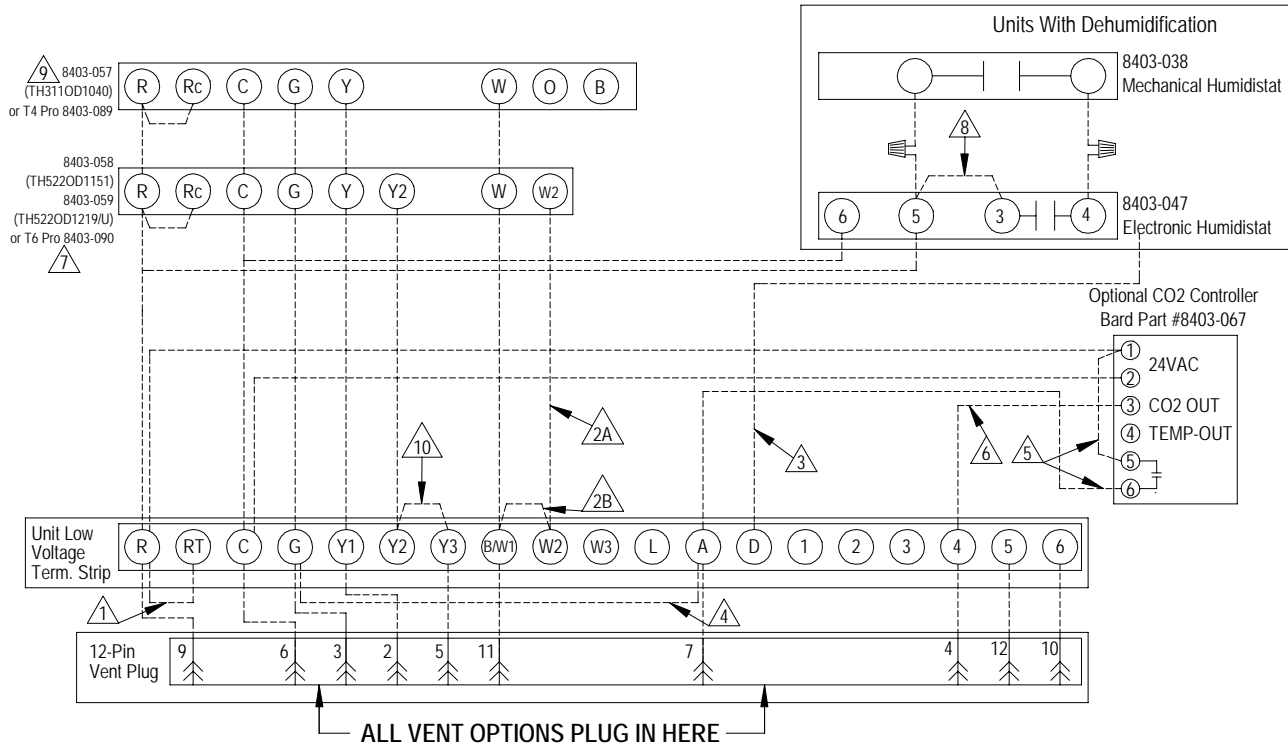 Units With Dehumidification
8403-038
Mechanical Humidistat
8
6 5 3 4
8403-047
Electronic Humidistat
9 8403-057
(TH311OD1040)
or T4 Pro 8403-089
R Rc C G Y W O B
8403-058
(TH522OD1151)
8403-059
(TH522OD1219/U)
or T6 Pro 8403-090
7
R Rc C G Y Y2 W W2
Optional CO2 Controller
Bard Part #8403-067
1
24VAC
2
3 CO2 OUT
4 TEMP-OUT
5
6
2A
10
2B
3
6
5
Unit Low
Voltage
Term. Strip
R RT C G Y1 Y2 Y3 B/W1 W2 W3 L A D 1 2 3 4 5 6
1
4
12-Pin
Vent Plug
9 6 3 2 5 11 7 4 12 10
ALL VENT OPTIONS PLUG IN HERE